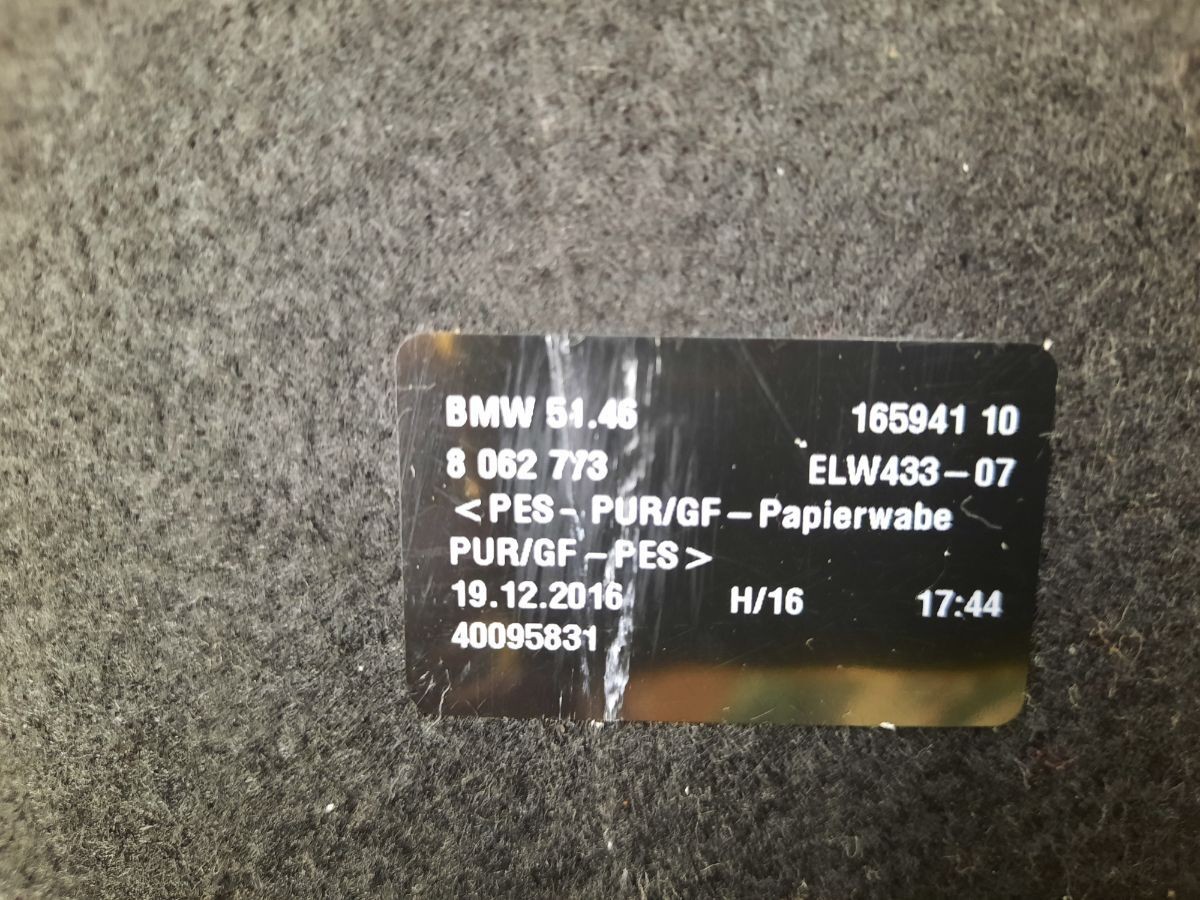 BMW 51.46 165941 10
8 062 773 ELW433-07
<PES- PUR/GF-Papierwabe
PUR/GF-PES>
19.12.2016 H/16 17:44
40095831